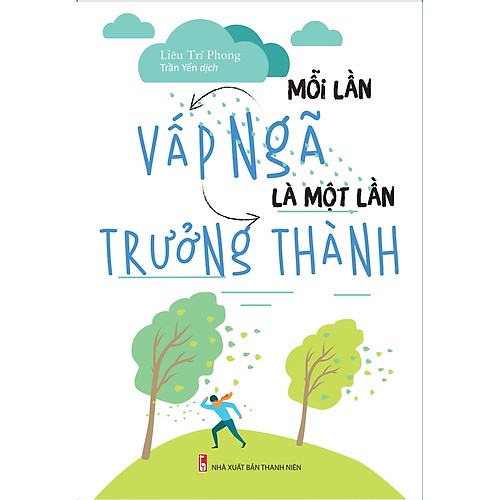 Liêu Trí Phong
Trần Yến dịch
MỖI LẦN
VẤP NGÃ
LÀ MỘT LẦN
TRƯỞNG THÀNH
NHÀ XUẤT BẢN THANH NIÊN